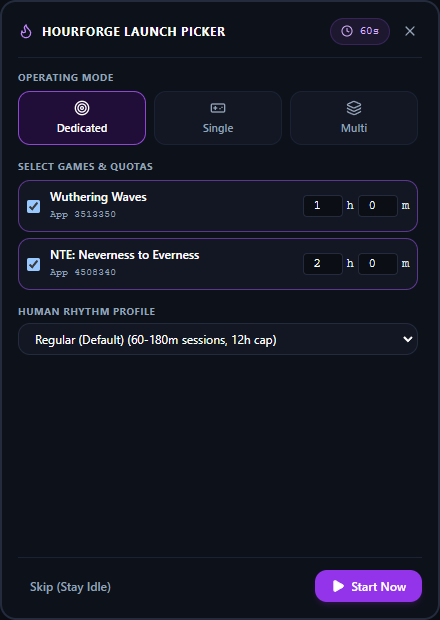 HOURFORGE LAUNCH PICKER
60s
OPERATING MODE
Dedicated
Single
Multi
SELECT GAMES & QUOTAS
Wuthering Waves
1 h 0 m
App 3513350
NTE: Neverness to Everness
2 h 0 m
App 4508340
HUMAN RHYTHM PROFILE
Regular (Default) (60-180m sessions, 12h cap)
Skip (Stay Idle)
Start Now